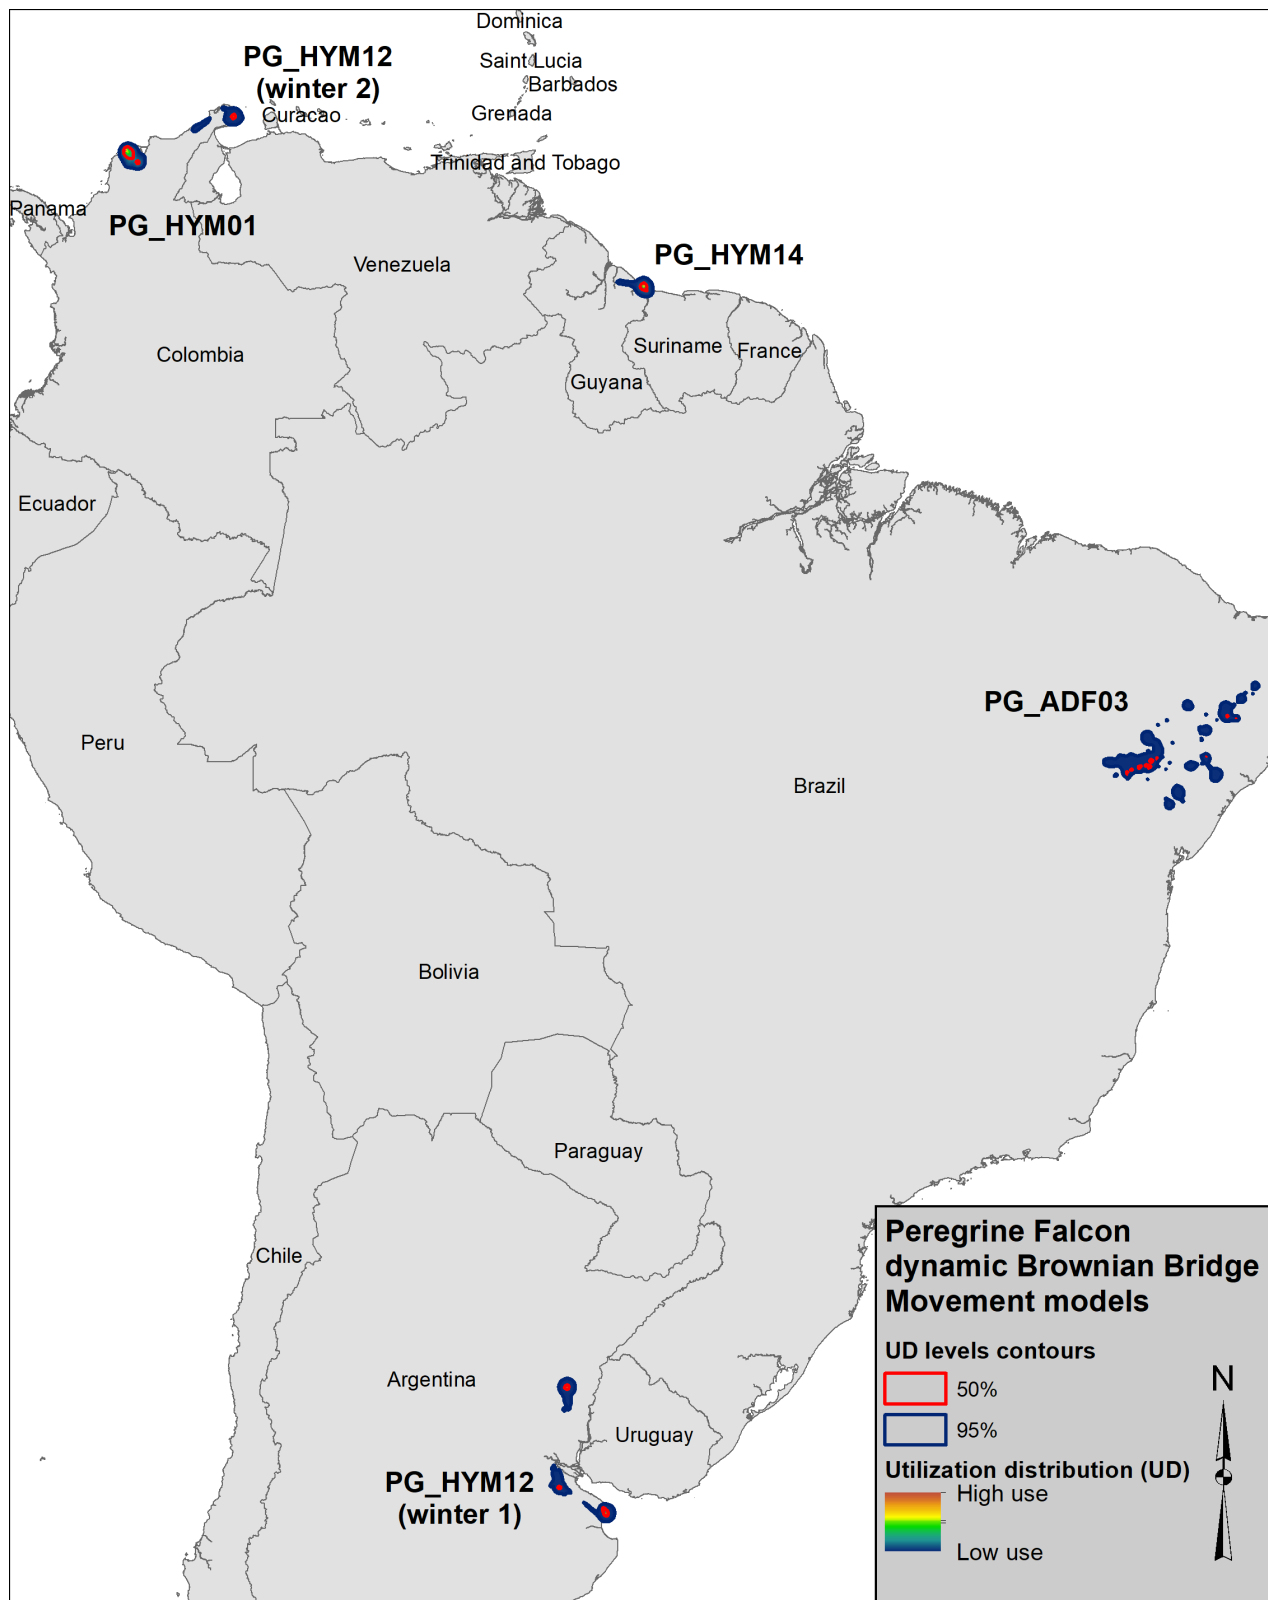 Dominica
PG_HYM12
(winter 2)
Saint Lucia
Barbados
Curacao
Grenada
Trinidad and Tobago
Panama
PG_HYM01
PG_HYM14
Venezuela
Colombia
Suriname
France
Guyana
Ecuador
PG_ADF03
Peru
Brazil
Bolivia
Paraguay
Chile
Argentina
Uruguay
PG_HYM12
(winter 1)
Peregrine Falcon
dynamic Brownian Bridge
Movement models
UD levels contours
50%
95%
N
Utilization distribution (UD)
High use
Low use